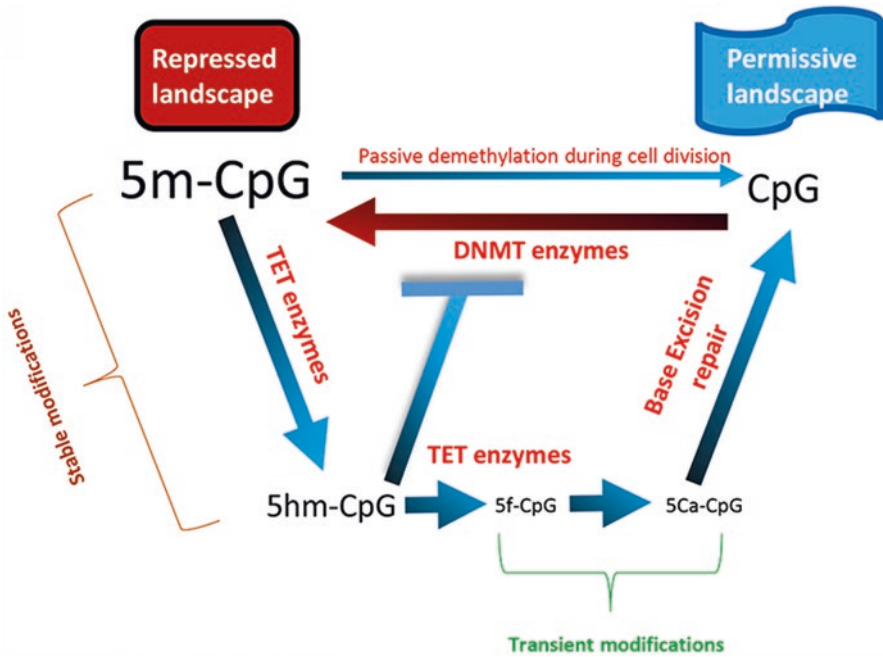 Repressed
landscape
Permissive
landscape
Passive demethylation during cell division
5m-CpG
CpG
DNMT enzymes
TET enzymes
Stable modifications
Base Excision
repair
TET enzymes
5hm-CpG
5f-CpG
5Ca-CpG
Transient modifications